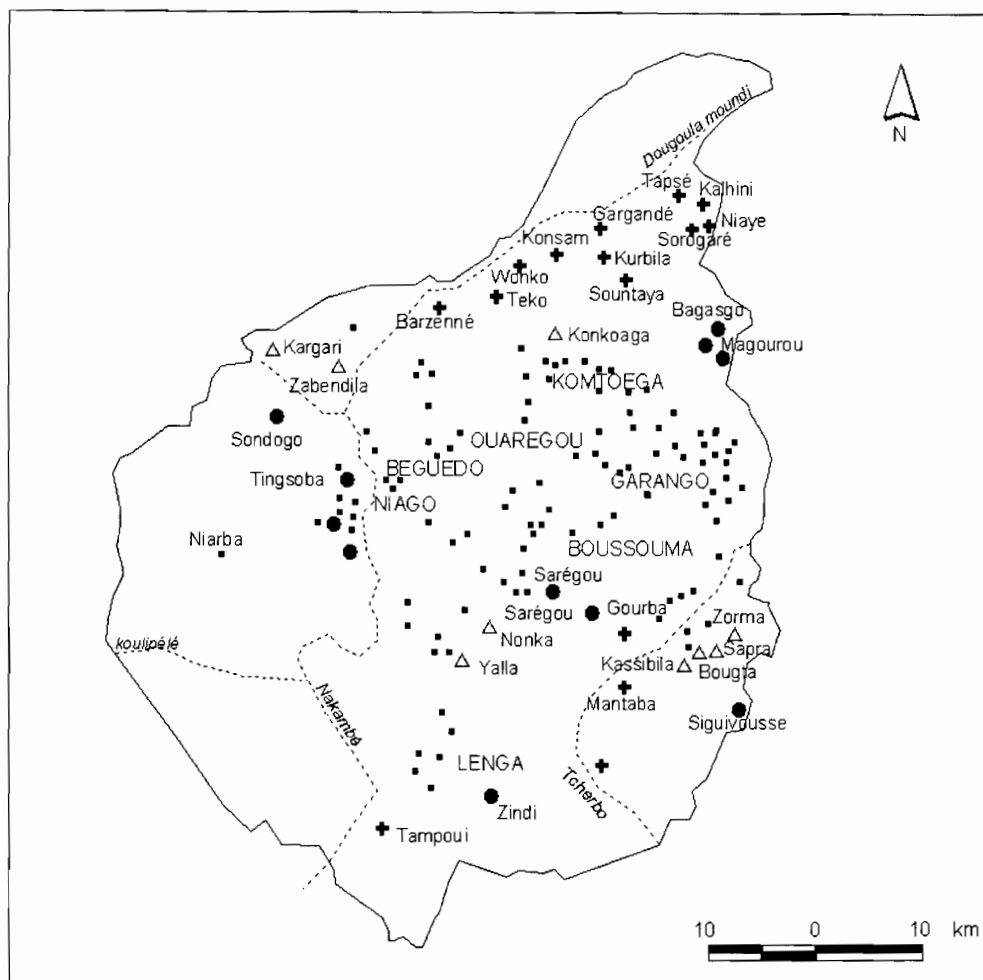 N
Dougoula moundi
Tapsé
Kalhini
Gargandé
Niaye
Sorogaré
Konsam
Kurbila
Wonko
Sountaya
Teko
Bagasgo
Barzenné
Konkoaga
Magourou
Kargari
Zabendila
KOMTOEGA
Sondogo
OUAREGOU
BEGUEDO
Tingsoba
GARANGO
NIAGO
Niarba
BOUSSOUMA
Sarégou
Sarégou
Gourba
Zorma
koulipélé
Nonka
Sapra
Yalla
Kassibila
Bougla
Mantaba
Nakambé
Siguivousse
LENGA
Tcherbo
Zindi
Tampoui
10 0 10 km